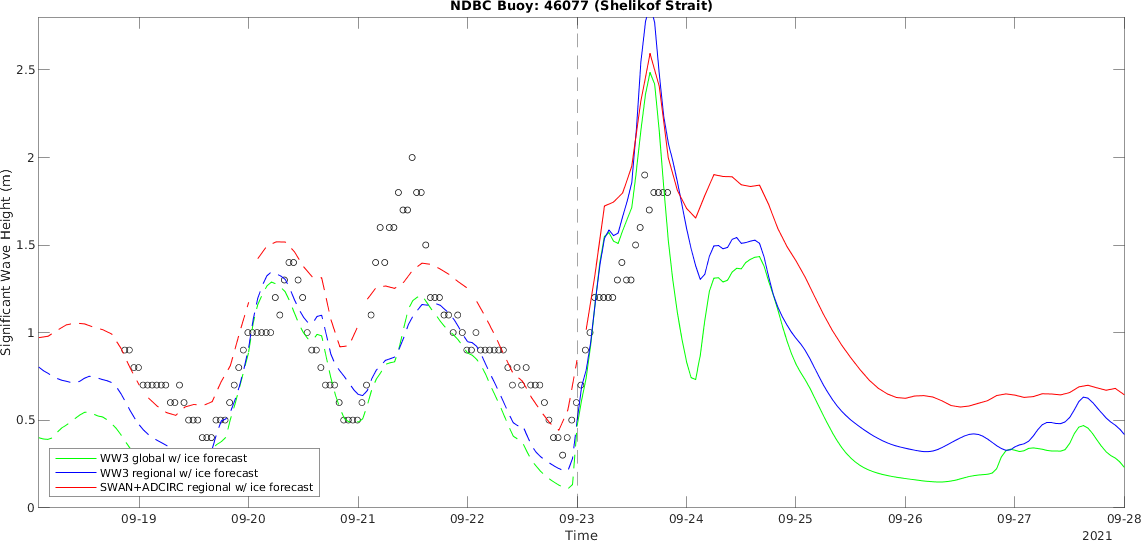 NDBC Buoy: 46077 (Shelikof Strait)
Significant Wave Height (m)
2.5
2
1.5
1
0.5
0
WW3 global w/ ice forecast
WW3 regional w/ ice forecast
SWAN+ADCIRC regional w/ ice forecast
09-19 09-20 09-21 09-22 09-23 09-24 09-25 09-26 09-27 09-28
Time
2021